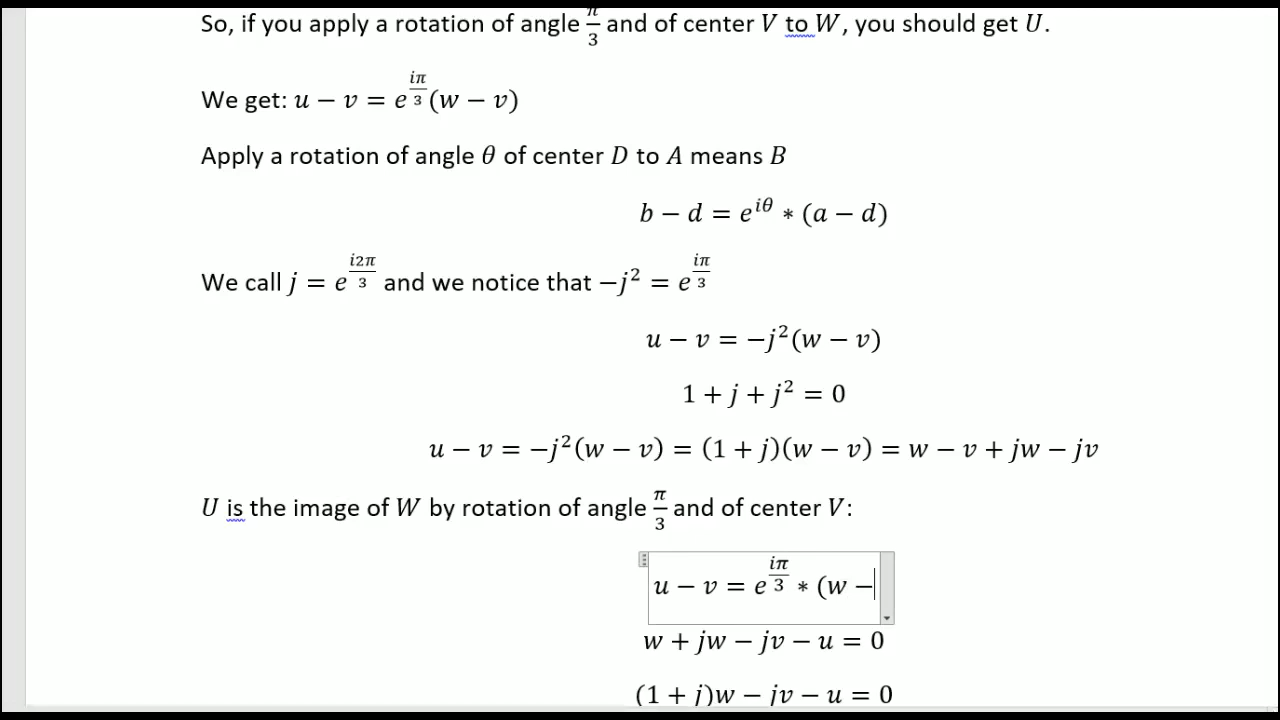 So, if you apply a rotation of angle π/3 and of center V to W, you should get U.
We get: u − v = e^(iπ/3)(w − v)
Apply a rotation of angle θ of center D to A means B
b − d = e^(iθ) ∗ (a − d)
We call j = e^(i2π/3) and we notice that −j² = e^(iπ/3)
u − v = −j²(w − v)
1 + j + j² = 0
u − v = −j²(w − v) = (1 + j)(w − v) = w − v + jw − jv
U is the image of W by rotation of angle π/3 and of center V:
u − v = e^(iπ/3) ∗ (w −
w + jw − jv − u = 0
(1 + j)w − jv − u = 0